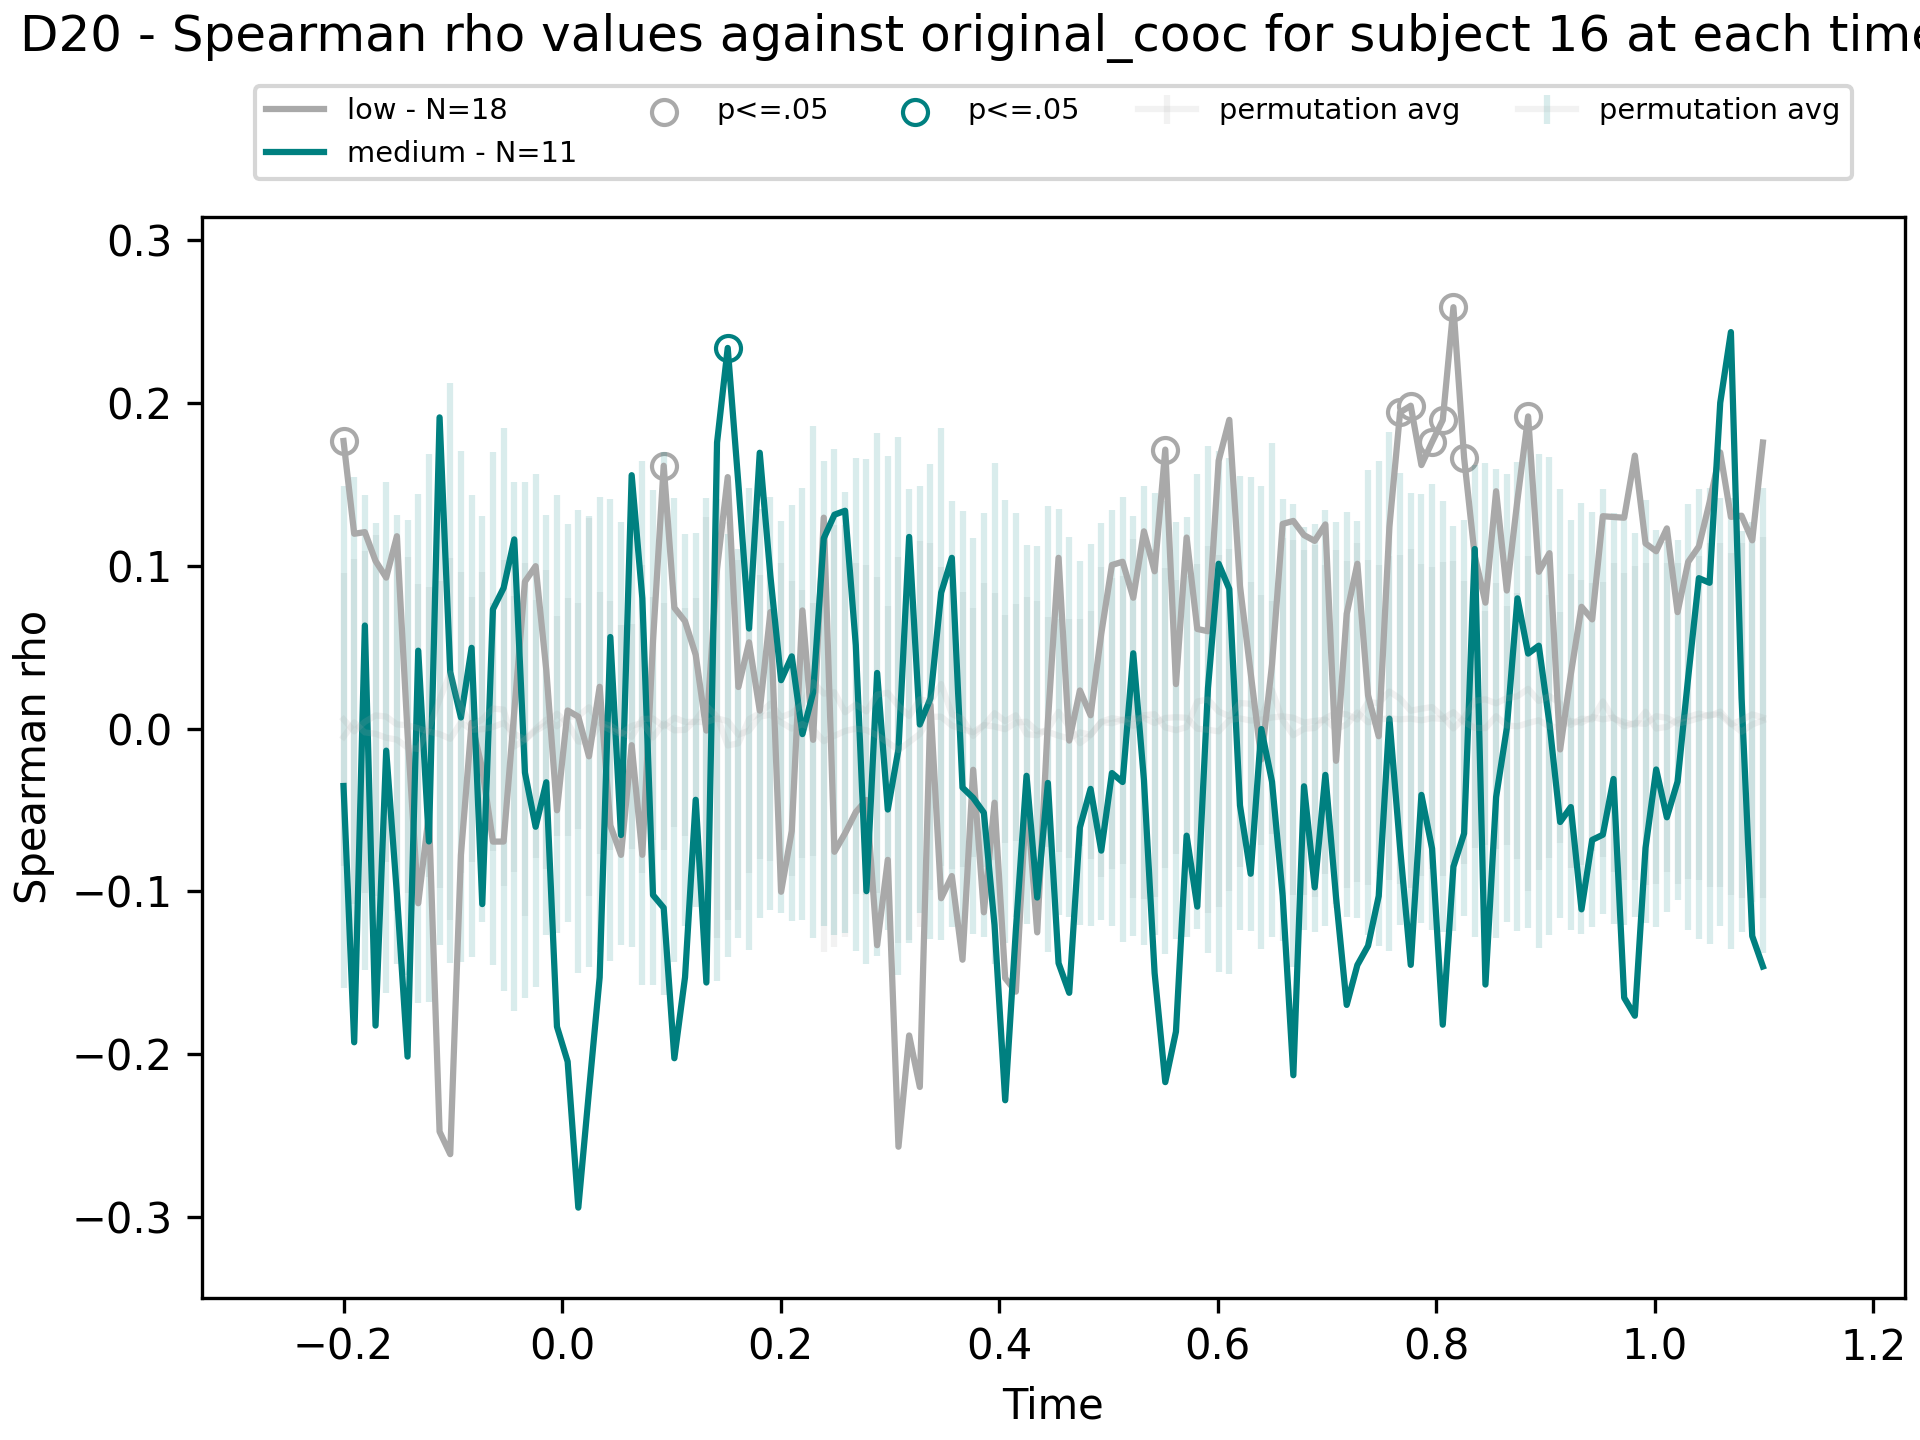 D20 - Spearman rho values against original_cooc for subject 16 at each time
low - N=18
medium - N=11
p<=.05
p<=.05
permutation avg
permutation avg
Spearman rho
0.3
0.2
0.1
0.0
−0.1
−0.2
−0.3
−0.2 0.0 0.2 0.4 0.6 0.8 1.0 1.2
Time